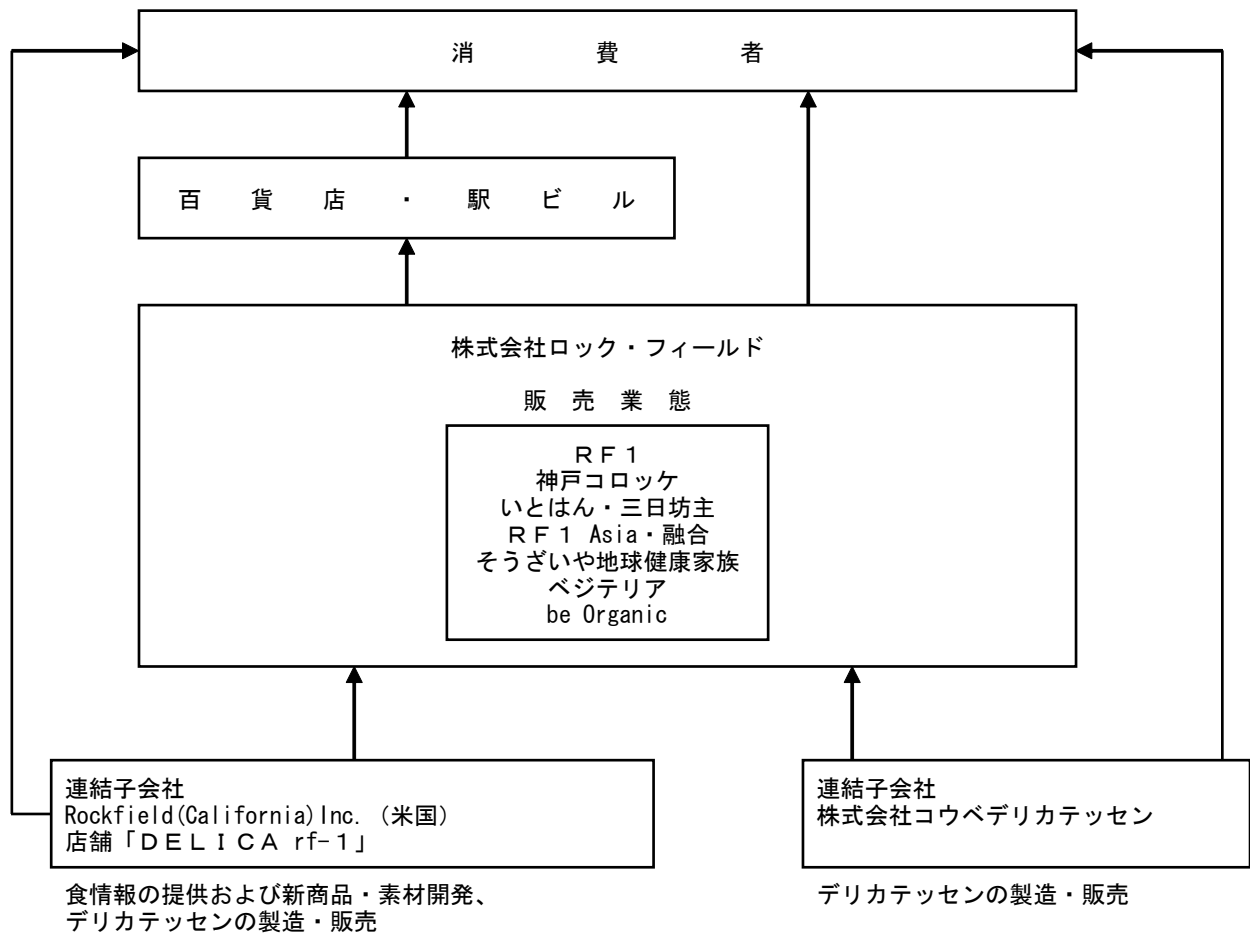 消費者
百貨店・駅ビル
株式会社ロック・フィールド
販売業態
ＲＦ１
神戸コロッケ
いとはん・三日坊主
ＲＦ１ Asia・融合
そうざいや地球健康家族
ベジテリア
be Organic
連結子会社
Rockfield(California)Inc.（米国）
店舗「ＤＥＬＩＣＡ rf-1」
食情報の提供および新商品・素材開発、
デリカテッセンの製造・販売
連結子会社
株式会社コウベデリカテッセン
デリカテッセンの製造・販売